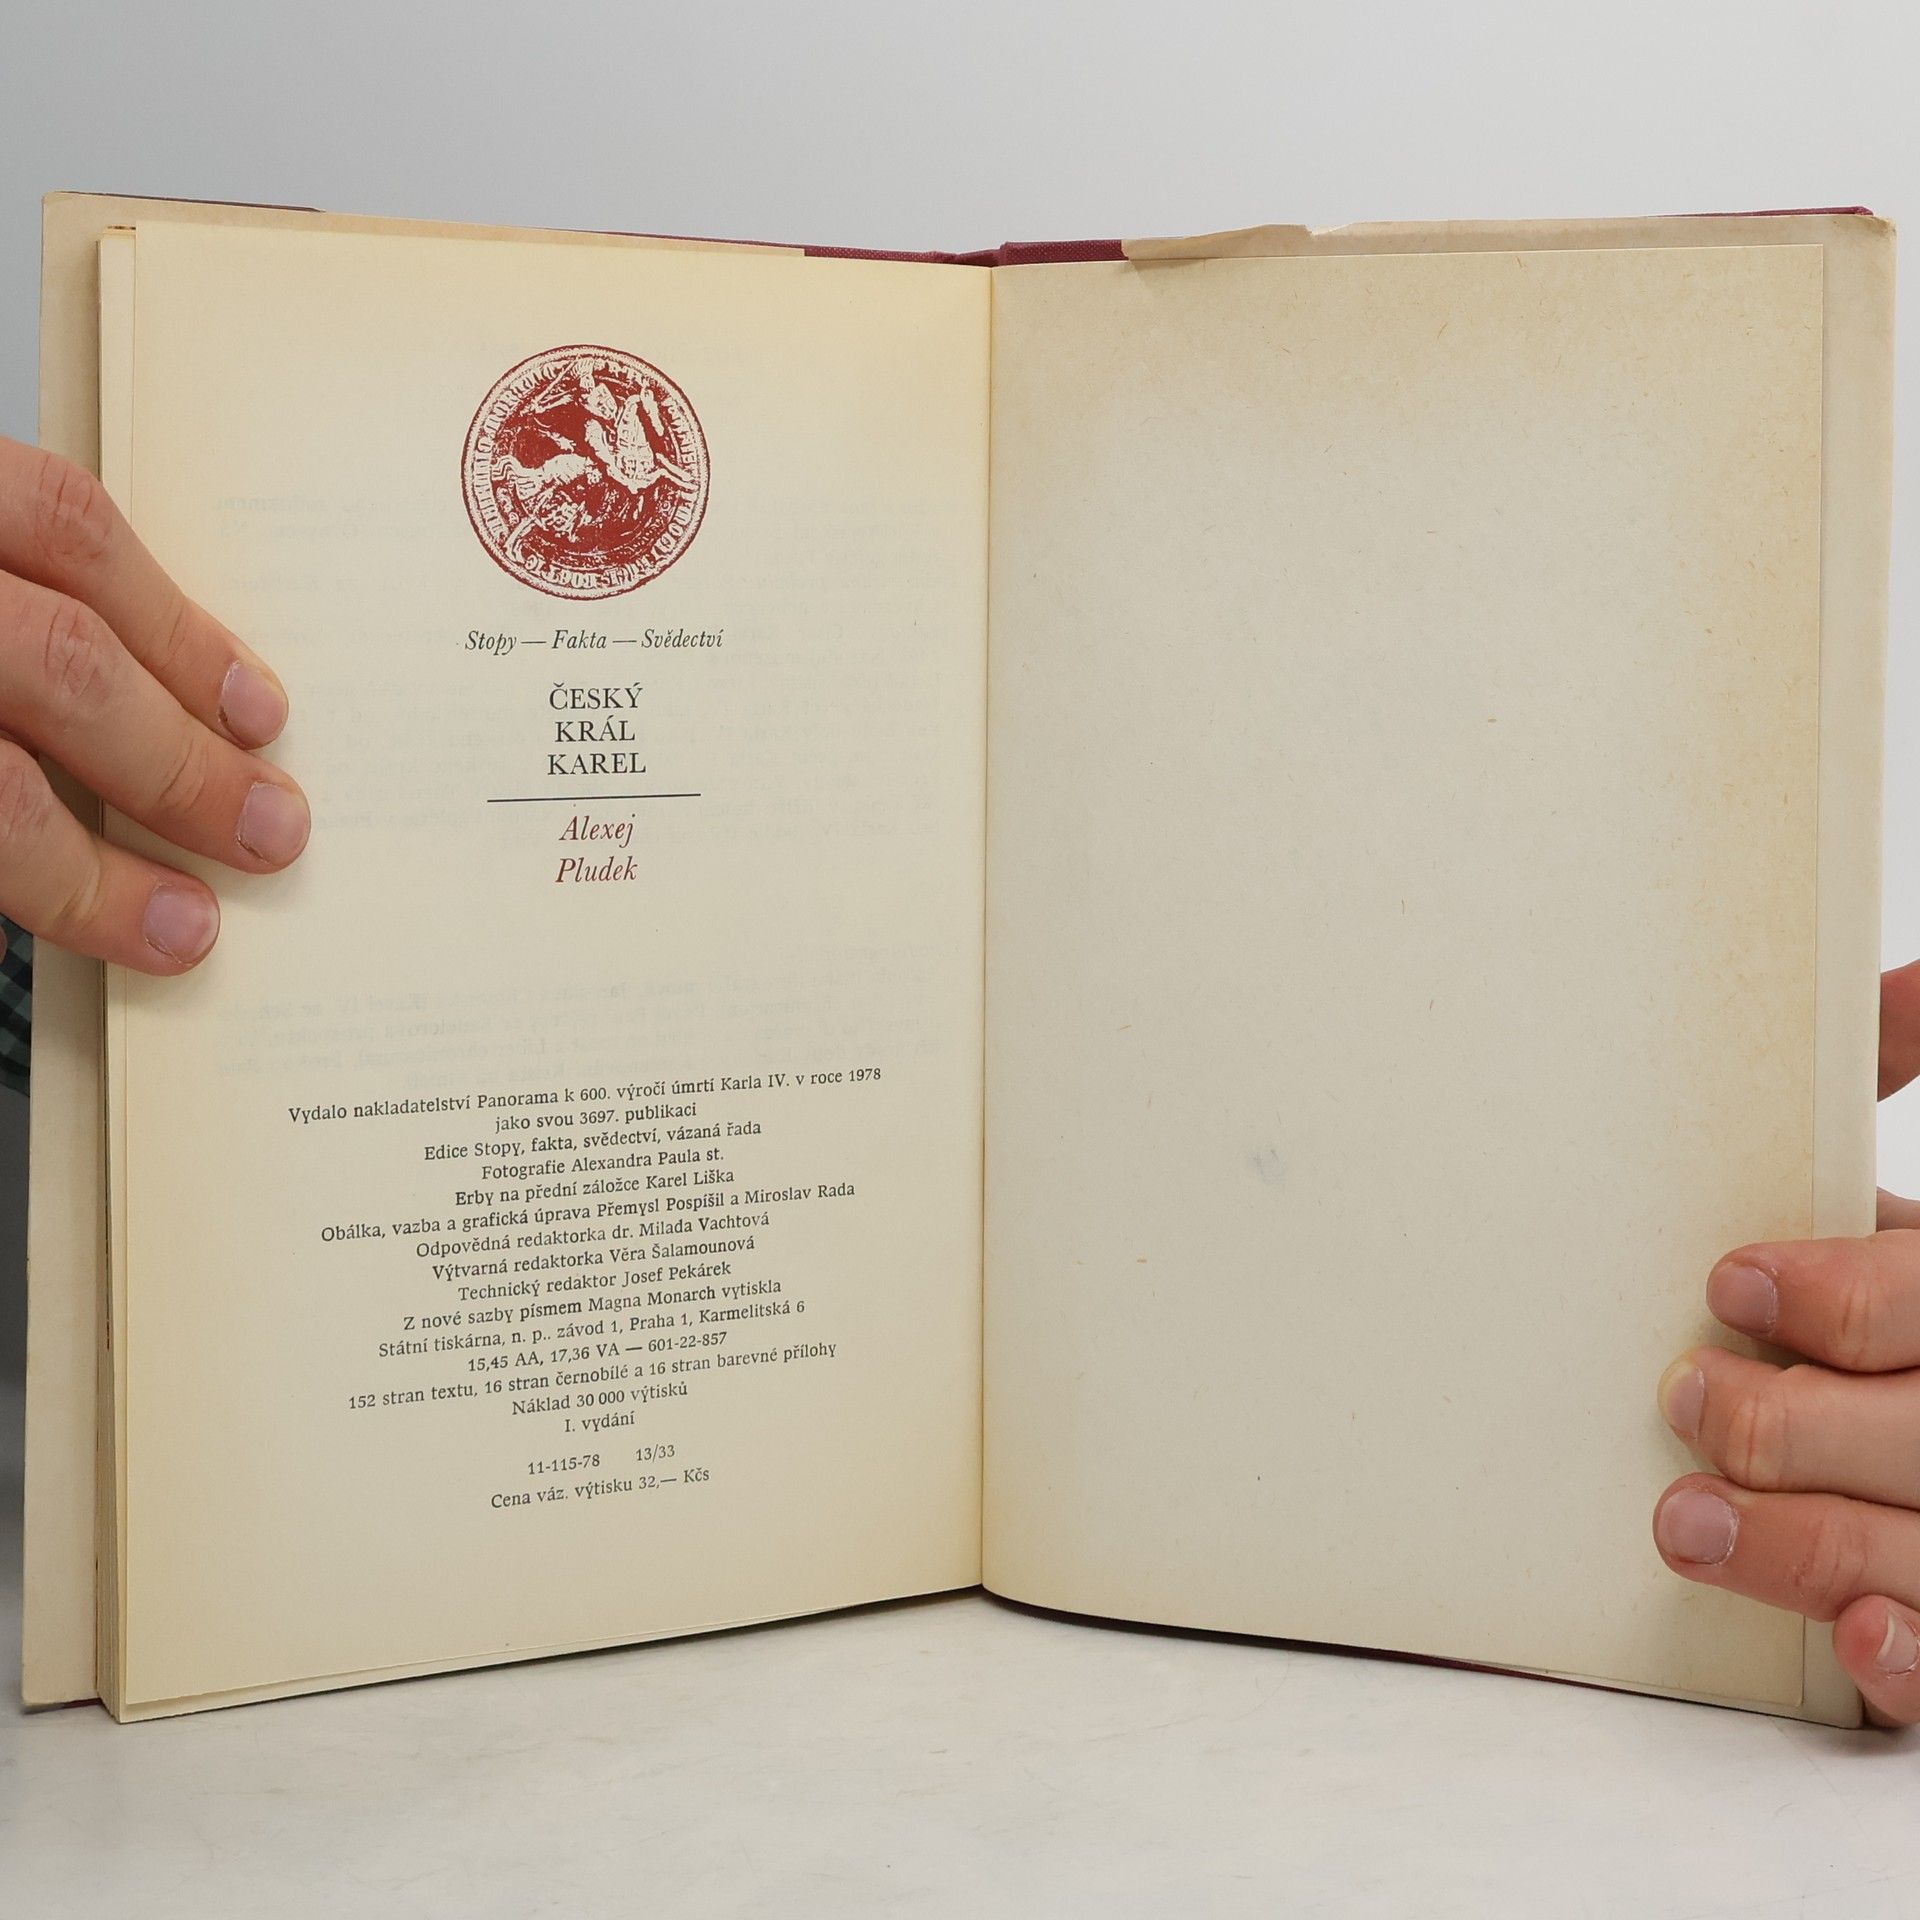 Stopy — Fakta — Svědectví
ČESKÝ
KRÁL
KAREL
Alexej
Pludek
Vydalo nakladatelství Panorama k 600. výročí úmrtí Karla IV. v roce 1978
jako svou 3697. publikaci
Edice Stopy, fakta, svědectví, vázaná řada
Fotografie Alexandra Paula st.
Erby na přední záložce Karel Liška
Obálka, vazba a grafická úprava Přemysl Pospíšil a Miroslav Rada
Odpovědná redaktorka dr. Milada Vachtová
Výtvarná redaktorka Věra Šalamounová
Technický redaktor Josef Pekárek
Z nové sazby písmem Magna Monarch vytiskla
Státní tiskárna, n. p.. závod 1, Praha 1, Karmelitská 6
15,45 AA, 17,36 VA — 601-22-857
152 stran textu, 16 stran černobílé a 16 stran barevné přílohy
Náklad 30 000 výtisků
I. vydání
11-115-78 13/33
Cena váz. výtisku 32,— Kčs